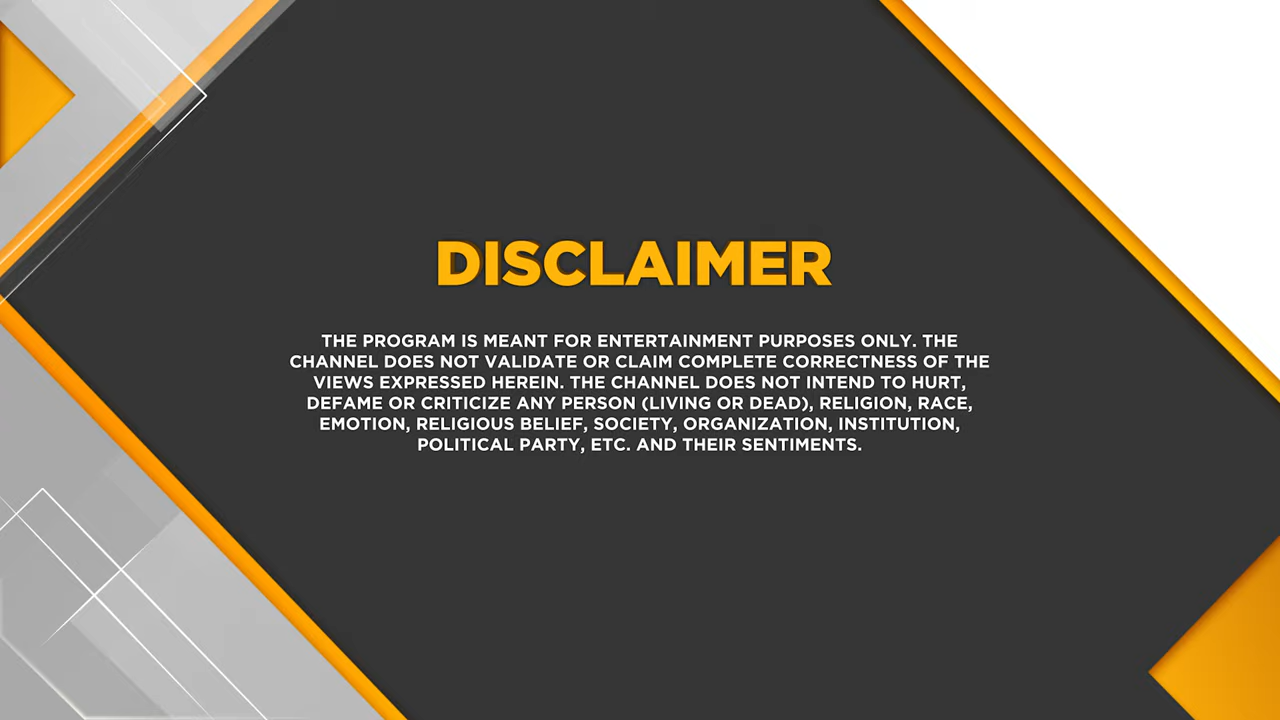 DISCLAIMER
THE PROGRAM IS MEANT FOR ENTERTAINMENT PURPOSES ONLY. THE
CHANNEL DOES NOT VALIDATE OR CLAIM COMPLETE CORRECTNESS OF THE
VIEWS EXPRESSED HEREIN. THE CHANNEL DOES NOT INTEND TO HURT,
DEFAME OR CRITICIZE ANY PERSON (LIVING OR DEAD), RELIGION, RACE,
EMOTION, RELIGIOUS BELIEF, SOCIETY, ORGANIZATION, INSTITUTION,
POLITICAL PARTY, ETC. AND THEIR SENTIMENTS.